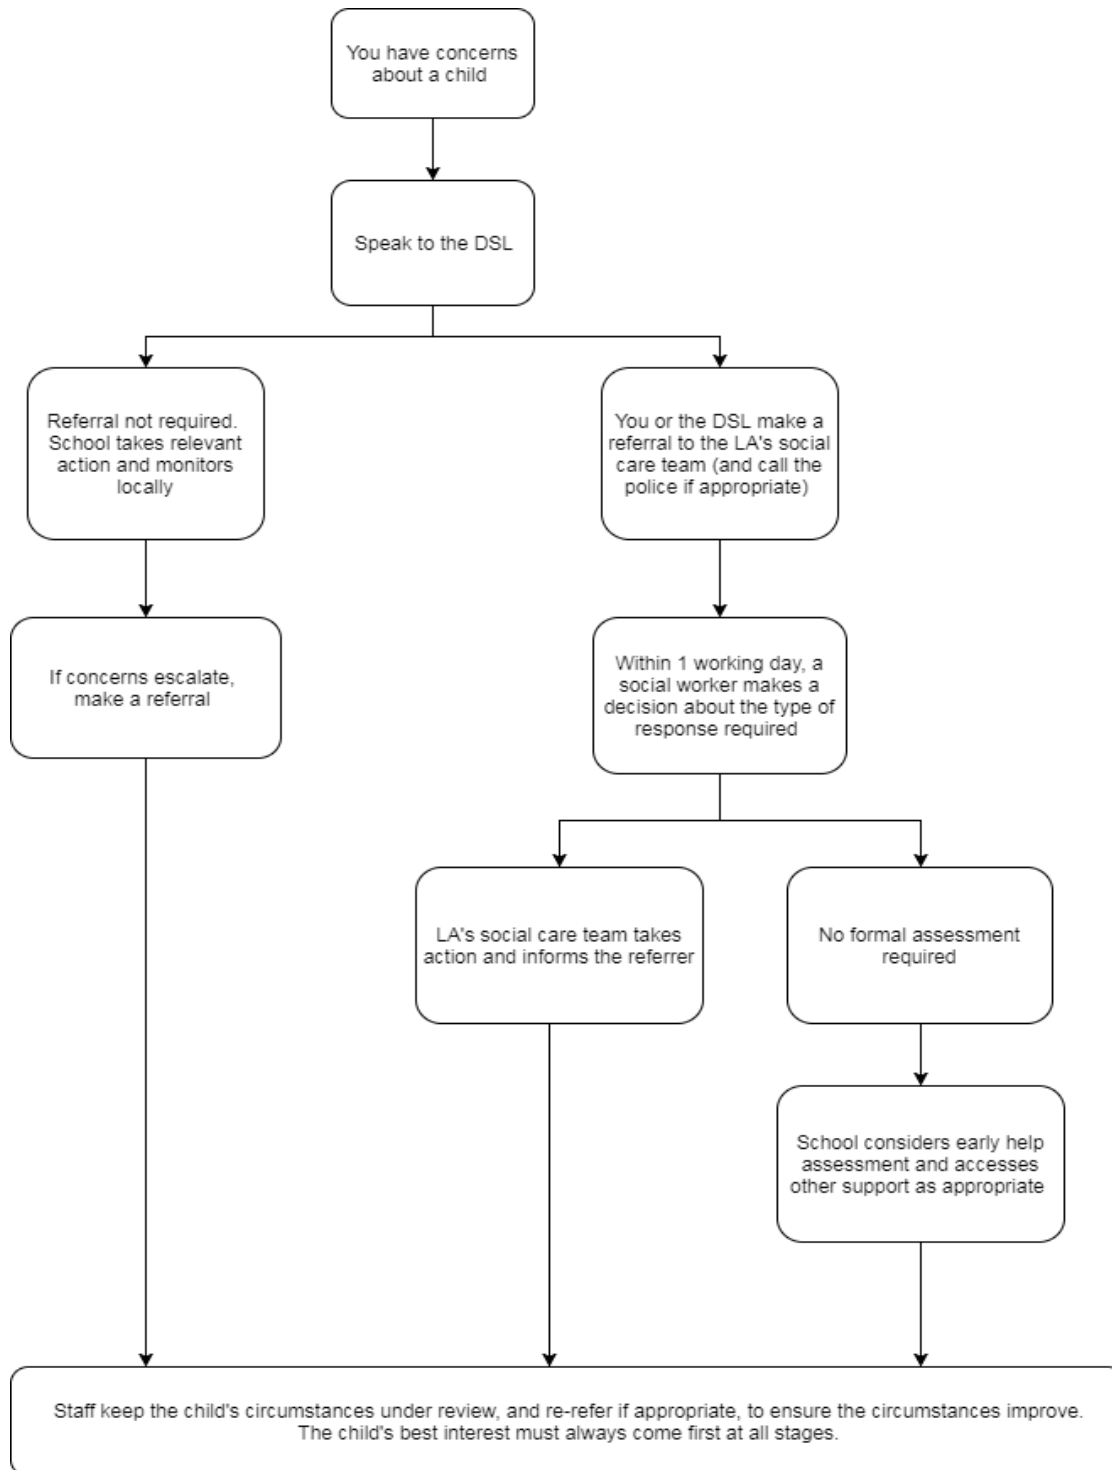 You have concerns
about a child
Speak to the DSL
Referral not required.
School takes relevant
action and monitors
locally
You or the DSL make a
referral to the LA's social
care team (and call the
police if appropriate)
If concerns escalate,
make a referral
Within 1 working day, a
social worker makes a
decision about the type of
response required
LA's social care team takes
action and informs the referrer
No formal assessment
required
School considers early help
assessment and accesses
other support as appropriate
Staff keep the child's circumstances under review, and re-refer if appropriate, to ensure the circumstances improve.
The child's best interest must always come first at all stages.